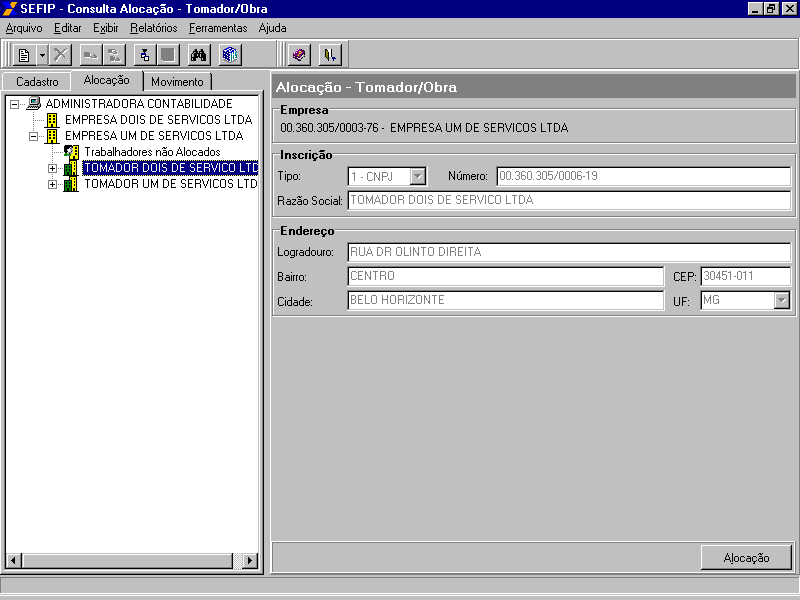 SEFIP - Consulta Alocação - Tomador/Obra
Arquivo Editar Exibir Relatórios Ferramentas Ajuda
Cadastro Alocação Movimento
ADMINISTRADORA CONTABILIDADE
EMPRESA DOIS DE SERVICOS LTDA
EMPRESA UM DE SERVICOS LTDA
Trabalhadores não Alocados
TOMADOR DOIS DE SERVICO LTD
TOMADOR UM DE SERVICOS LTD
Alocação - Tomador/Obra
Empresa
00.360.305/0003-76 - EMPRESA UM DE SERVICOS LTDA
Inscrição
Tipo: 1 - CNPJ Número: 00.360.305/0006-19
Razão Social: TOMADOR DOIS DE SERVICO LTDA
Endereço
Logradouro: RUA DR OLINTO DIREITA
Bairro: CENTRO CEP: 30451-011
Cidade: BELO HORIZONTE UF: MG
Alocação